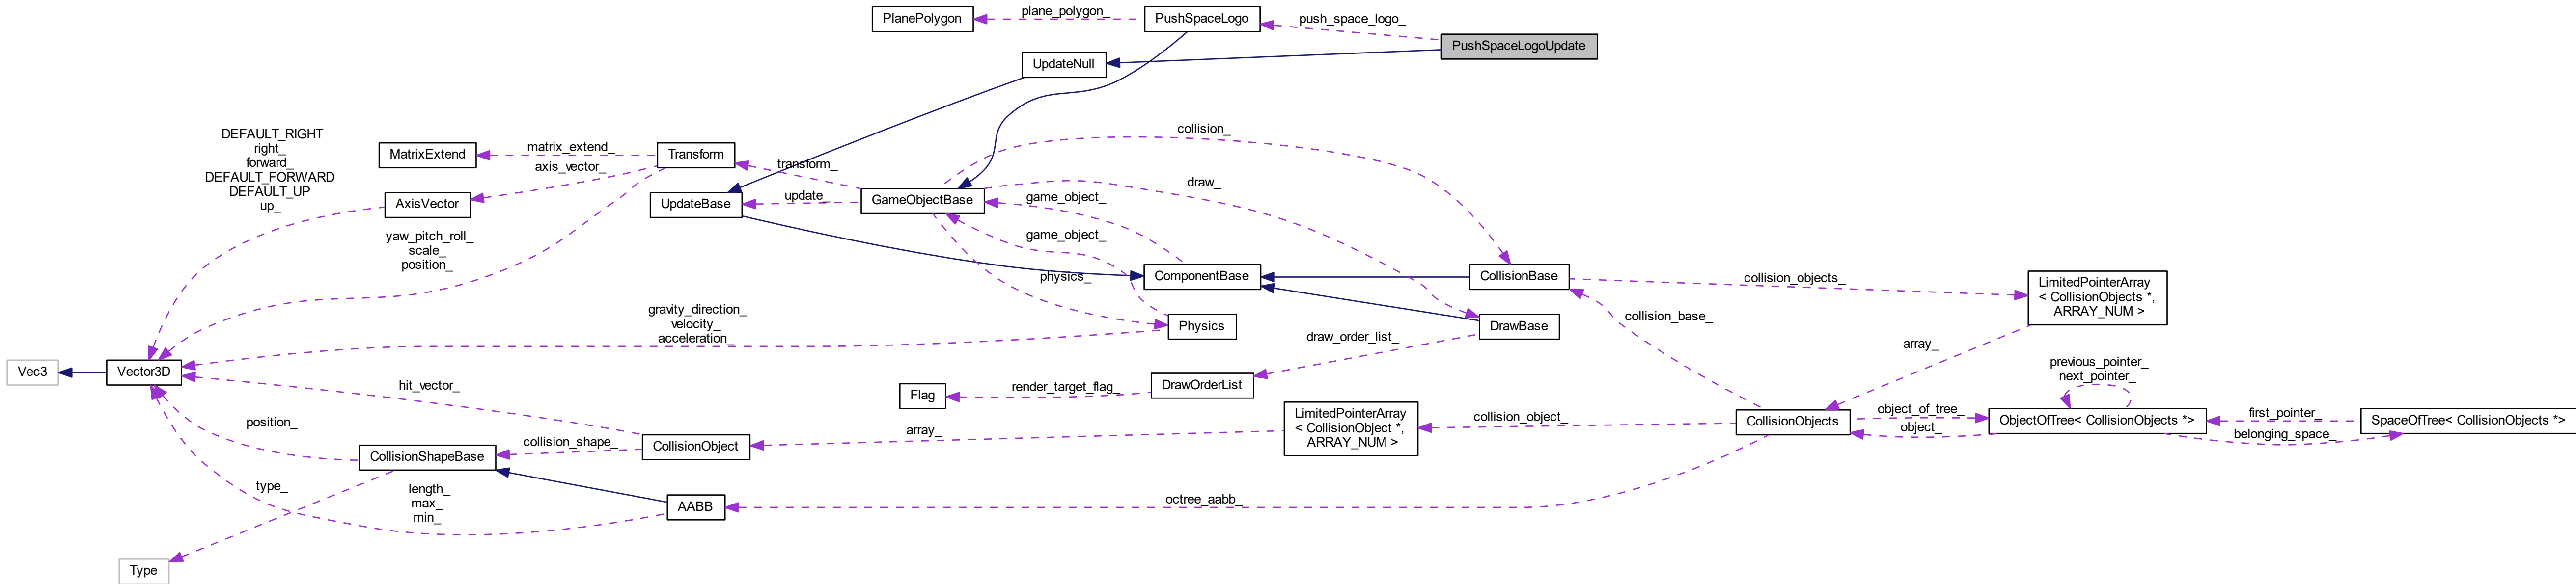 PlanePolygon
plane_polygon_
PushSpaceLogo
push_space_logo_
PushSpaceLogoUpdate
UpdateNull
DEFAULT_RIGHT
right_
forward_
DEFAULT_FORWARD
DEFAULT_UP
up_
MatrixExtend
matrix_extend_
axis_vector_
Transform
transform_
collision_
AxisVector
UpdateBase
update_
GameObjectBase
game_object_
draw_
yaw_pitch_roll_
scale_
position_
game_object_
physics_
ComponentBase
CollisionBase
collision_objects_
LimitedPointerArray
< CollisionObjects *,
ARRAY_NUM >
gravity_direction_
velocity_
acceleration_
Physics
DrawBase
collision_base_
draw_order_list_
array_
Vec3
Vector3D
hit_vector_
Flag
render_target_flag_
DrawOrderList
previous_pointer_
next_pointer_
position_
CollisionShapeBase
collision_shape_
CollisionObject
array_
LimitedPointerArray
< CollisionObject *,
ARRAY_NUM >
collision_object_
CollisionObjects
object_of_tree_
object_
ObjectOfTree< CollisionObjects *>
first_pointer_
belonging_space_
SpaceOfTree< CollisionObjects *>
type_
length_
max_
min_
AABB
octree_aabb_
Type